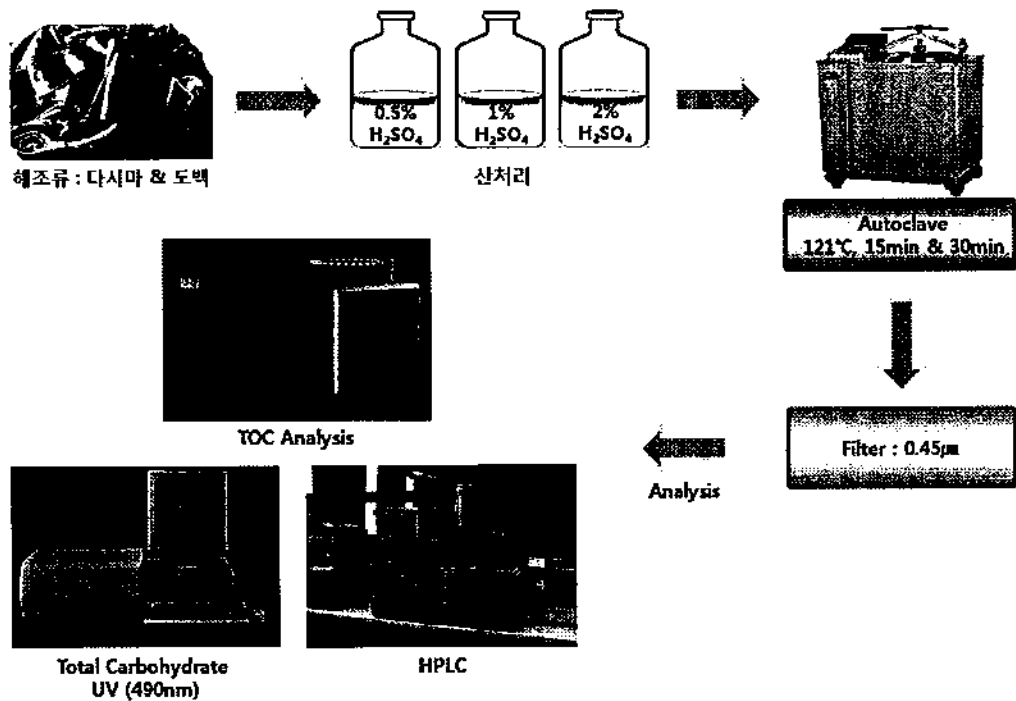 0.5%
H₂SO₄
1%
H₂SO₄
2%
H₂SO₄
해조류 : 다시마 & 도박
산처리
Autoclave
121℃, 15min & 30min
Filter : 0.45㎛
Analysis
TOC Analysis
Total Carbohydrate
UV (490nm)
HPLC